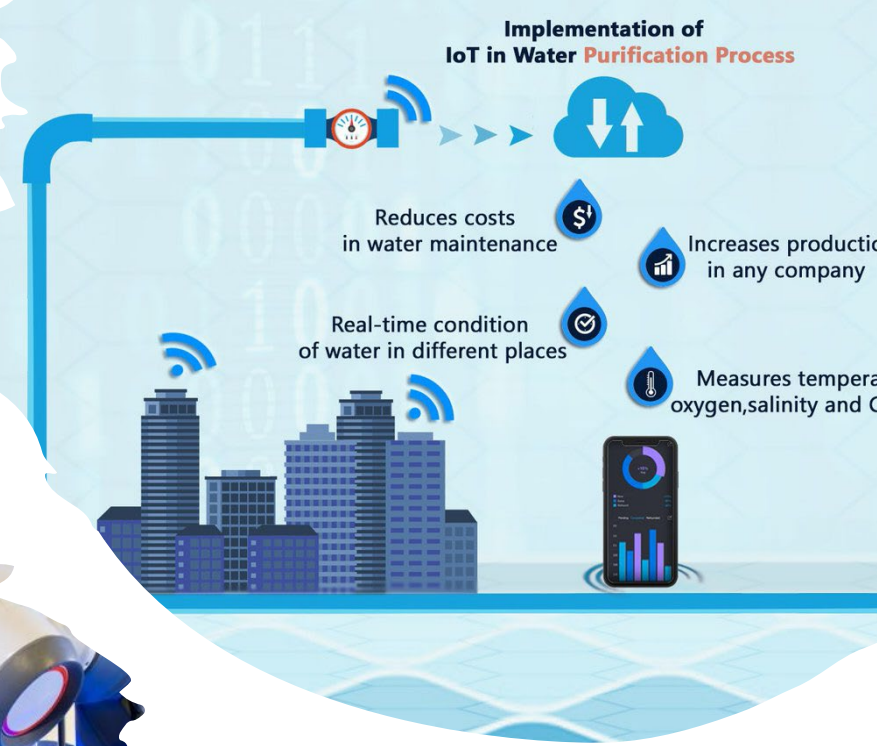 Implementation of
IoT in Water Purification Process
Reduces costs
in water maintenance
Increases productio
in any company
Real-time condition
of water in different places
Measures tempera
oxygen,salinity and